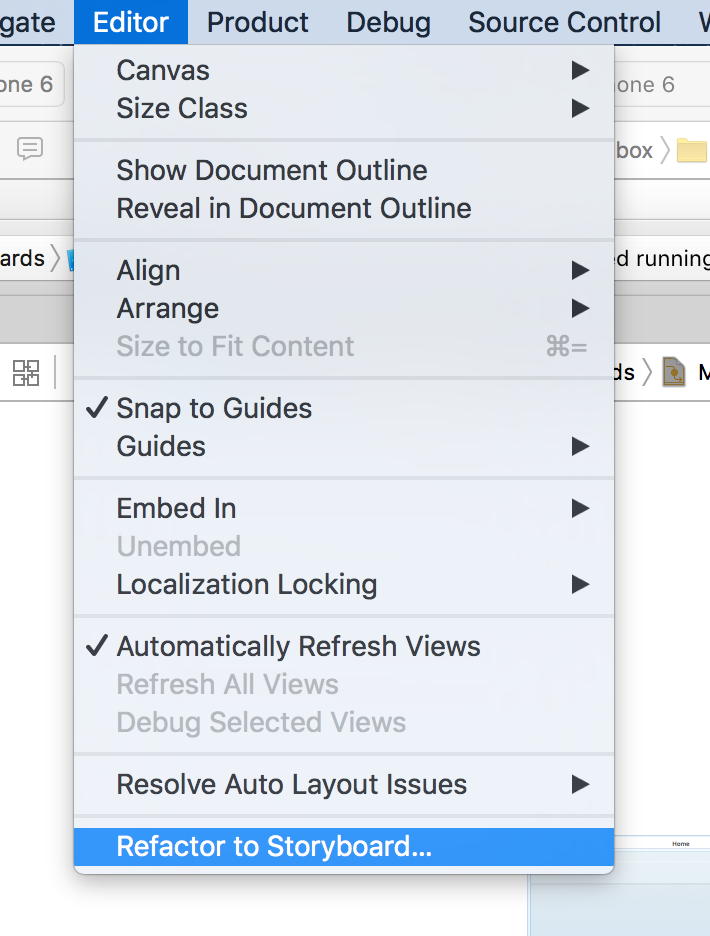 gate Editor Product Debug Source Control
one 6
one 6
box
ards
ed running
ds
Canvas
Size Class
Show Document Outline
Reveal in Document Outline
Align
Arrange
Size to Fit Content ⌘=
Snap to Guides
Guides
Embed In
Unembed
Localization Locking
Automatically Refresh Views
Refresh All Views
Debug Selected Views
Resolve Auto Layout Issues
Refactor to Storyboard...
Home